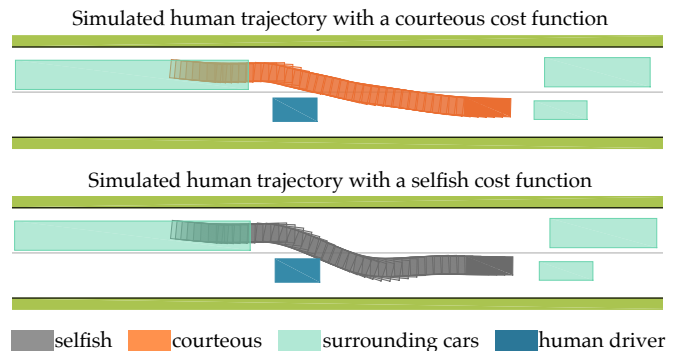 Simulated human trajectory with a courteous cost function
Simulated human trajectory with a selfish cost function
selfish courteous surrounding cars human driver